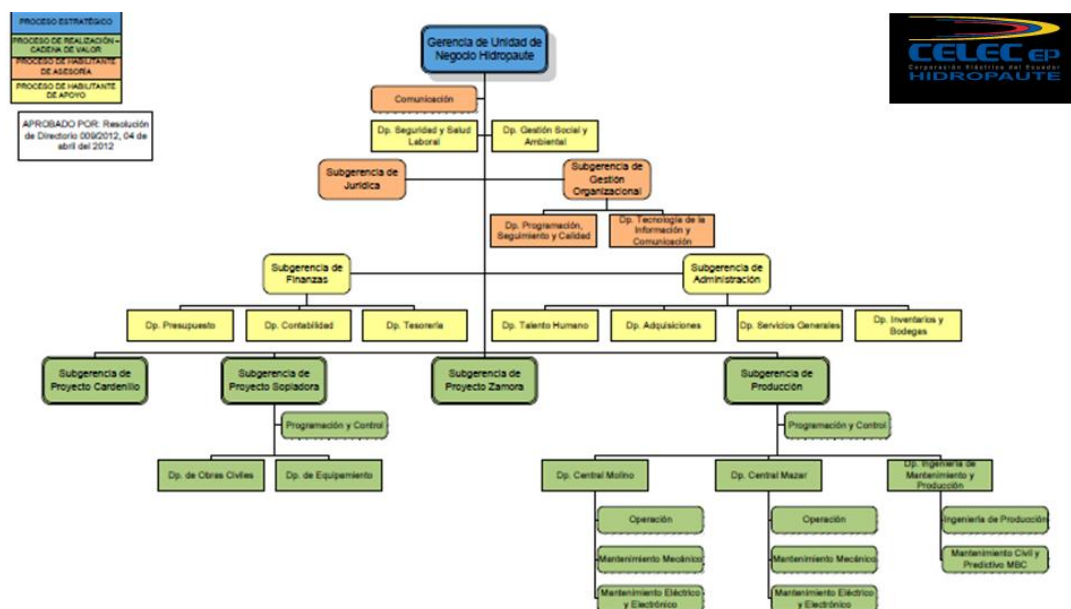 PROCESO ESTRATÉGICO
PROCESO DE REALIZACIÓN –
CADENA DE VALOR
PROCESO DE HABILITANTE
DE ASESORÍA
PROCESO DE HABILITANTE
DE APOYO
APROBADO POR: Resolución
de Directorio 009/2012, 04 de
abril del 2012
CELEC EP
Corporación Eléctrica del Ecuador
HIDROPAUTE
Gerencia de Unidad de
Negocio Hidropaute
Comunicación
Dp. Seguridad y Salud
Laboral
Dp. Gestión Social y
Ambiental
Subgerencia de
Jurídica
Subgerencia de
Gestión
Organizacional
Dp. Programación,
Seguimiento y Calidad
Dp. Tecnología de la
Información y
Comunicación
Subgerencia de
Finanzas
Subgerencia de
Administración
Dp. Presupuesto
Dp. Contabilidad
Dp. Tesorería
Dp. Talento Humano
Dp. Adquisiciones
Dp. Servicios Generales
Dp. Inventarios y
Bodegas
Subgerencia de
Proyecto Cardenillo
Subgerencia de
Proyecto Sopladora
Subgerencia de
Proyecto Zamora
Subgerencia de
Producción
Programación y Control
Programación y Control
Dp. de Obras Civiles
Dp. de Equipamiento
Dp. Central Molino
Dp. Central Mazar
Dp. Ingeniería de
Mantenimiento y
Producción
Operación
Operación
Ingeniería de Producción
Mantenimiento Mecánico
Mantenimiento Mecánico
Mantenimiento Civil y
Predictivo MBC
Mantenimiento Eléctrico
y Electrónico
Mantenimiento Eléctrico
y Electrónico